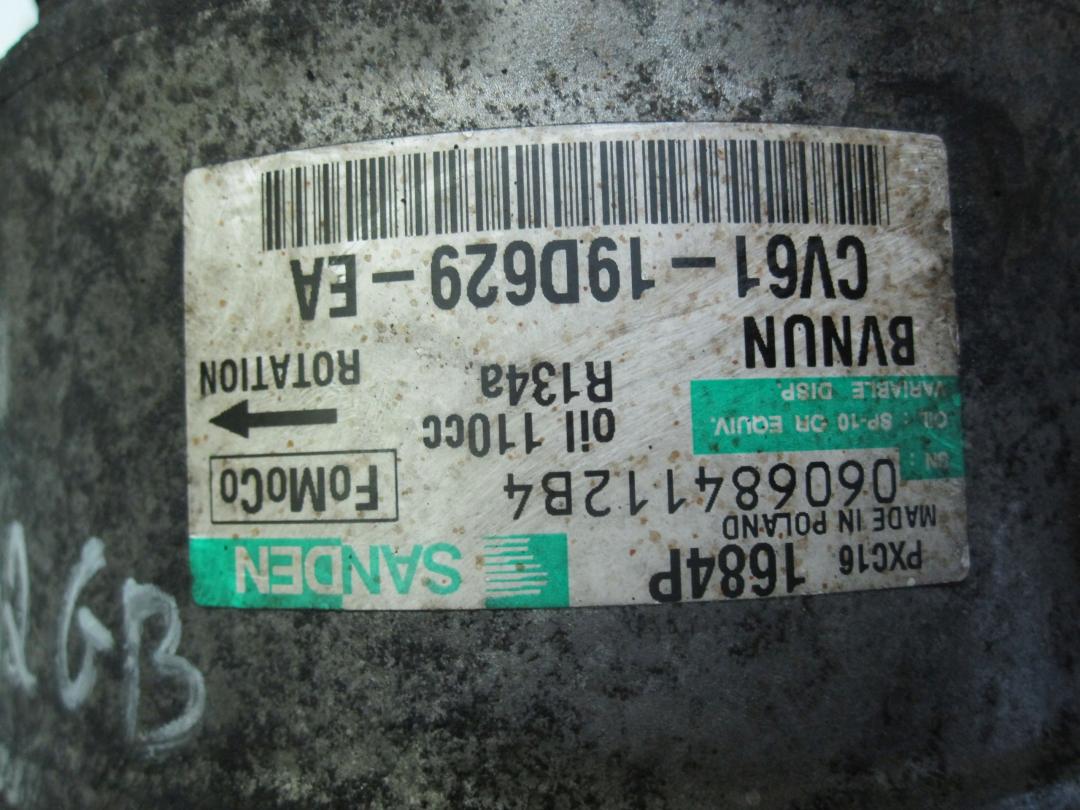 PXC16 1684P SANDEN
MADE IN POLAND
SN : 060684112B4 FoMoCo
OIL : SP-10 OR EQUIV. oil 110cc
VARIABLE DISP. R134a ROTATION
BVNUN
CV61-19D629-EA
GB